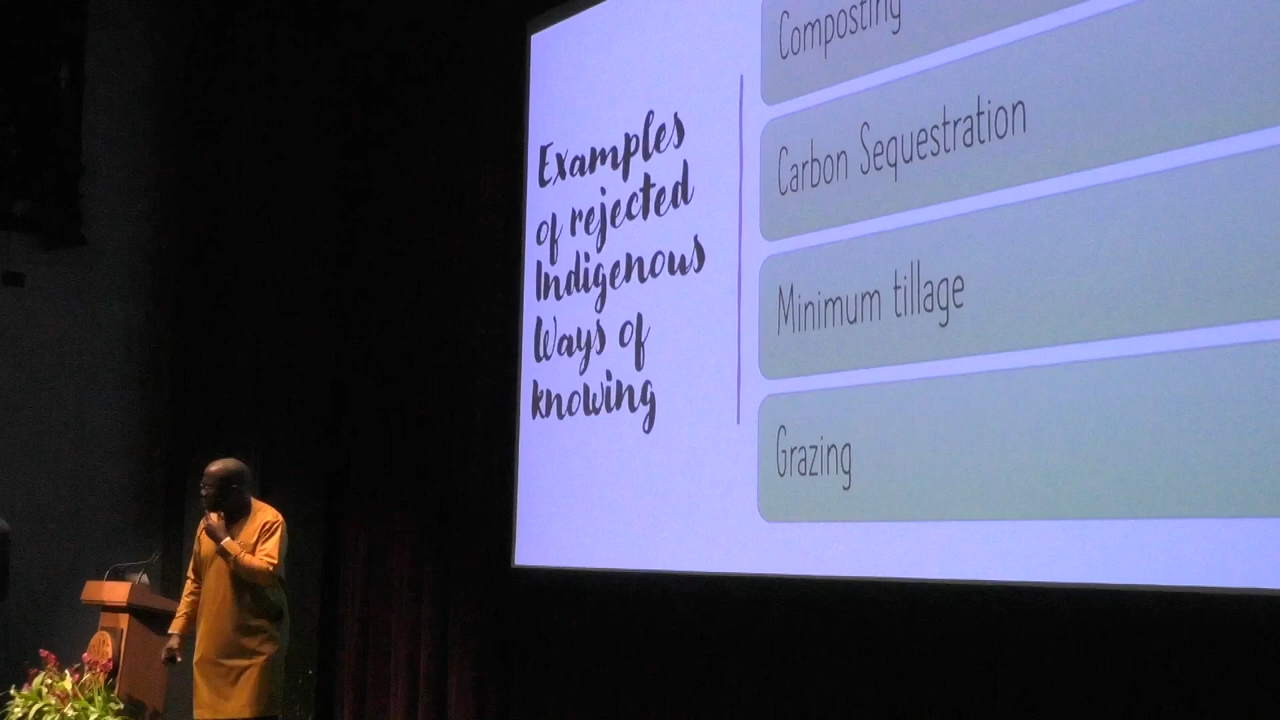 Examples
of rejected
Indigenous
Ways of
knowing
Composting
Carbon Sequestration
Minimum tillage
Grazing